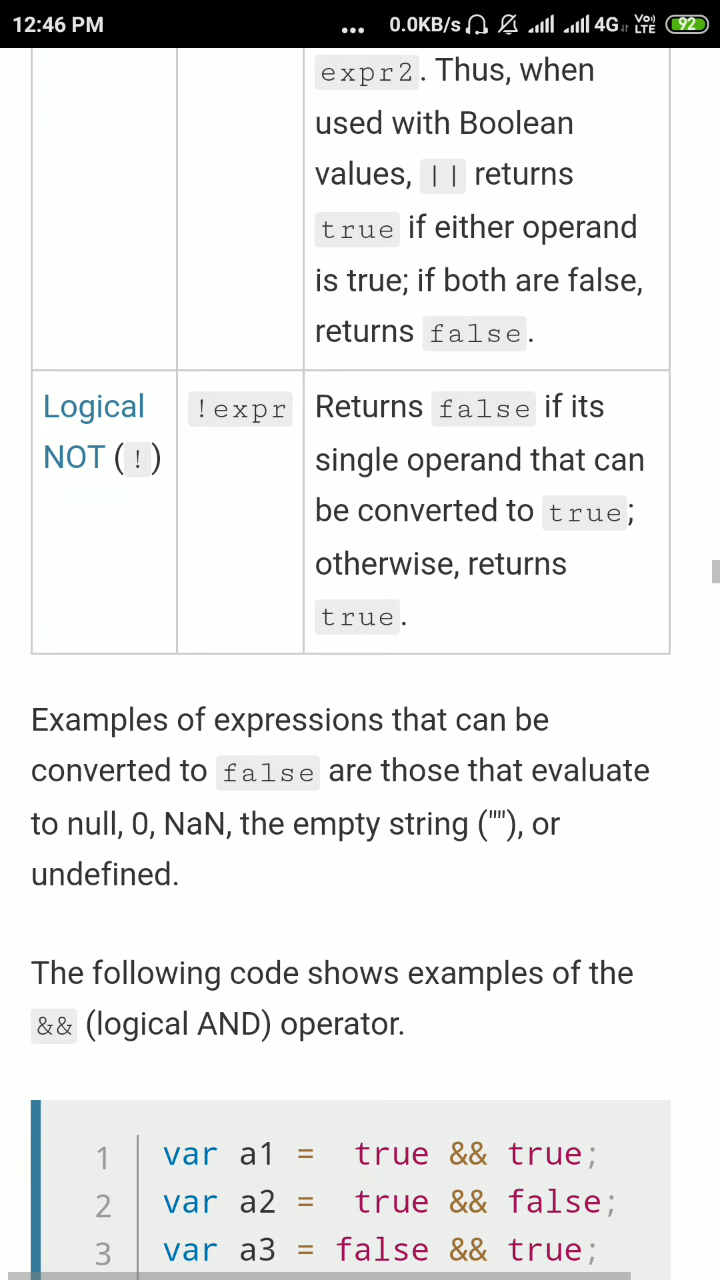 12:46 PM ... 0.0KB/s 4G Vo)) LTE 92
expr2. Thus, when
used with Boolean
values, || returns
true if either operand
is true; if both are false,
returns false.
Logical
NOT (!)
!expr
Returns false if its
single operand that can
be converted to true;
otherwise, returns
true.
Examples of expressions that can be
converted to false are those that evaluate
to null, 0, NaN, the empty string (""), or
undefined.
The following code shows examples of the
&& (logical AND) operator.
1 var a1 =  true && true;
2 var a2 =  true && false;
3 var a3 = false && true;